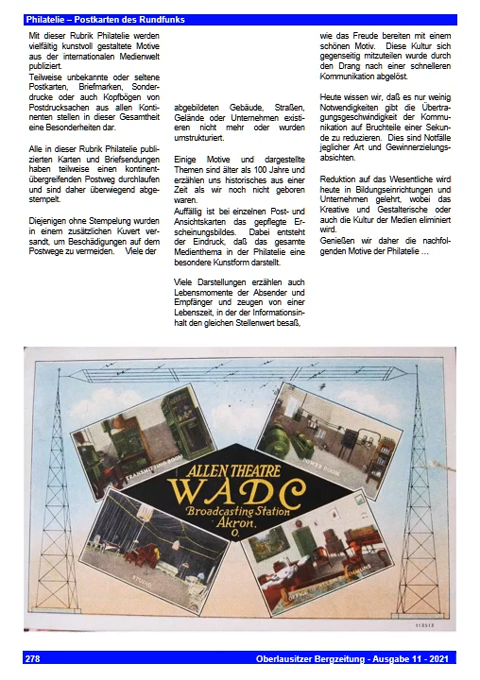 Philatelie – Postkarten des Rundfunks
Mit dieser Rubrik Philatelie werden
vielfältig kunstvoll gestaltete Motive
aus der internationalen Medienwelt
publiziert.
Teilweise unbekannte oder seltene
Postkarten, Briefmarken, Sonder-
drucke oder auch Kopfbögen von
Postdrucksachen aus allen Konti-
nenten stellen in dieser Gesamtheit
eine Besonderheiten dar.
Alle in dieser Rubrik Philatelie publi-
zierten Karten und Briefsendungen
haben teilweise einen kontinent-
übergreifenden Postweg durchlaufen
und sind daher überwiegend abge-
stempelt.
Diejenigen ohne Stempelung wurden
in einem zusätzlichen Kuvert ver-
sandt, um Beschädigungen auf dem
Postwege zu vermeiden. Viele der
abgebildeten Gebäude, Straßen,
Gelände oder Unternehmen existi-
eren nicht mehr oder wurden
umstrukturiert.
Einige Motive und dargestellte
Themen sind älter als 100 Jahre und
erzählen uns historisches aus einer
Zeit als wir noch nicht geboren
waren.
Auffällig ist bei einzelnen Post- und
Ansichtskarten das gepflegte Er-
scheinungsbildes. Dabei entsteht
der Eindruck, daß das gesamte
Medienthema in der Philatelie eine
besondere Kunstform darstellt.
Viele Darstellungen erzählen auch
Lebensmomente der Absender und
Empfänger und zeugen von einer
Lebenszeit, in der der Informationsin-
halt den gleichen Stellenwert besaß,
wie das Freude bereiten mit einem
schönen Motiv. Diese Kultur sich
gegenseitig mitzuteilen wurde durch
den Drang nach einer schnelleren
Kommunikation abgelöst.
Heute wissen wir, daß es nur weinig
Notwendigkeiten gibt die Übertra-
gungsgeschwindigkeit der Kommu-
nikation auf Bruchteile einer Sekun-
de zu reduzieren. Dies sind Notfälle
jeglicher Art und Gewinnerzielungs-
absichten.
Reduktion auf das Wesentliche wird
heute in Bildungseinrichtungen und
Unternehmen gelehrt, wobei das
Kreative und Gestalterische oder
auch die Kultur der Medien eliminiert
wird.
Genießen wir daher die nachfol-
genden Motive der Philatelie …
TRANSMITTING ROOM
POWER ROOM
ALLEN THEATRE
WADC
Broadcasting Station
Akron,
O.
STUDIO
278
Oberlausitzer Bergzeitung - Ausgabe 11 - 2021